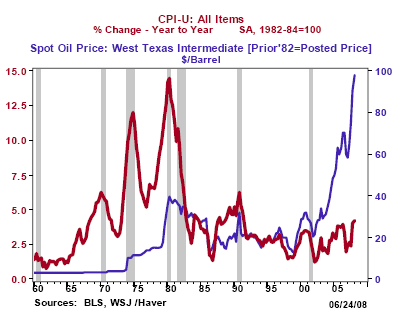 CPI-U: All Items
% Change - Year to Year SA, 1982-84=100
Spot Oil Price: West Texas Intermediate [Prior'82=Posted Price]
$/Barrel
15.0 100
12.5 80
10.0 60
7.5
5.0 40
2.5 20
0.0 0
60 65 70 75 80 85 90 95 00 05
Sources: BLS, WSJ /Haver 06/24/08